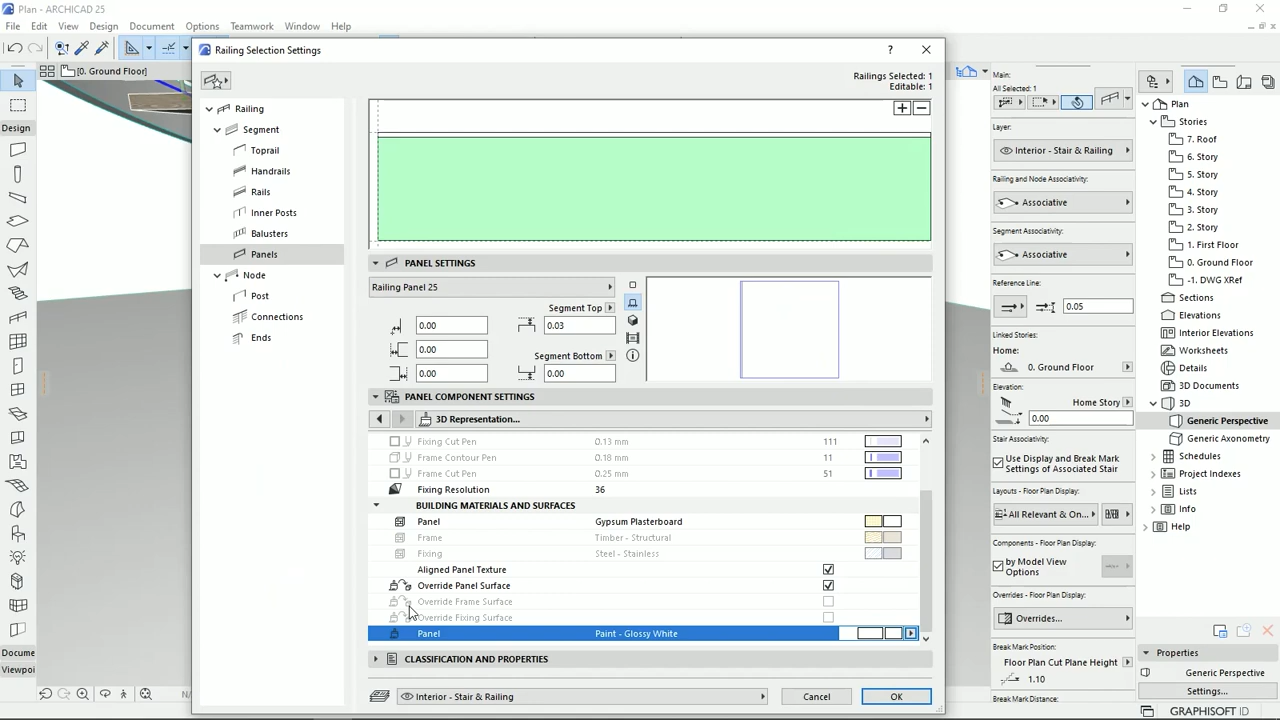 Plan - ARCHICAD 25
File Edit View Design Document Options Teamwork Window Help
[0. Ground Floor]
Design
Docume
Viewpoi
Railing Selection Settings
?
Railings Selected: 1
Editable: 1
Railing
Segment
Toprail
Handrails
Rails
Inner Posts
Balusters
Panels
Node
Post
Connections
Ends
PANEL SETTINGS
Railing Panel 25
Segment Top
0.00
0.03
0.00
Segment Bottom
0.00
0.00
PANEL COMPONENT SETTINGS
3D Representation...
Fixing Cut Pen 0.13 mm 111
Frame Contour Pen 0.18 mm 11
Frame Cut Pen 0.25 mm 51
Fixing Resolution 36
BUILDING MATERIALS AND SURFACES
Panel Gypsum Plasterboard
Frame Timber - Structural
Fixing Steel - Stainless
Aligned Panel Texture
Override Panel Surface
Override Frame Surface
Override Fixing Surface
Panel Paint - Glossy White
CLASSIFICATION AND PROPERTIES
Interior - Stair & Railing
Cancel
OK
Main:
All Selected: 1
Layer:
Interior - Stair & Railing
Railing and Node Associativity:
Associative
Segment Associativity:
Associative
Reference Line:
0.05
Linked Stories:
Home:
0. Ground Floor
Elevation:
Home Story
0.00
Stair Associativity:
Use Display and Break Mark
Settings of Associated Stair
Layouts - Floor Plan Display:
All Relevant & On...
Components - Floor Plan Display:
by Model View
Options
Overrides - Floor Plan Display:
Overrides...
Break Mark Position:
Floor Plan Cut Plane Height
1.10
Break Mark Distance:
Plan
Stories
7. Roof
6. Story
5. Story
4. Story
3. Story
2. Story
1. First Floor
0. Ground Floor
-1. DWG XRef
Sections
Elevations
Interior Elevations
Worksheets
Details
3D Documents
3D
Generic Perspective
Generic Axonometry
Schedules
Project Indexes
Lists
Info
Help
Properties
Generic Perspective
Settings...
GRAPHISOFT ID